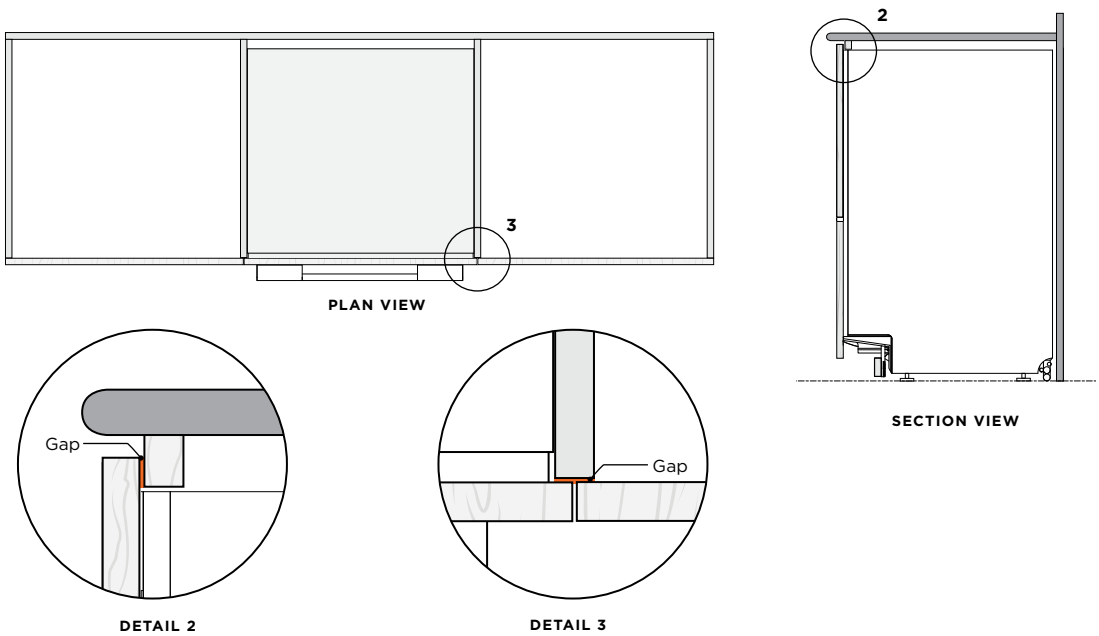 2
3
PLAN VIEW
SECTION VIEW
Gap
Gap
DETAIL 2
DETAIL 3